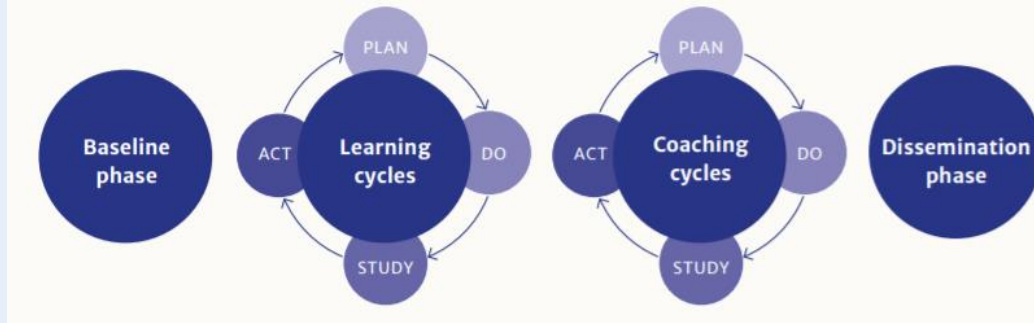 Baseline
phase
PLAN
ACT
Learning
cycles
DO
STUDY
PLAN
ACT
Coaching
cycles
DO
STUDY
Dissemination
phase